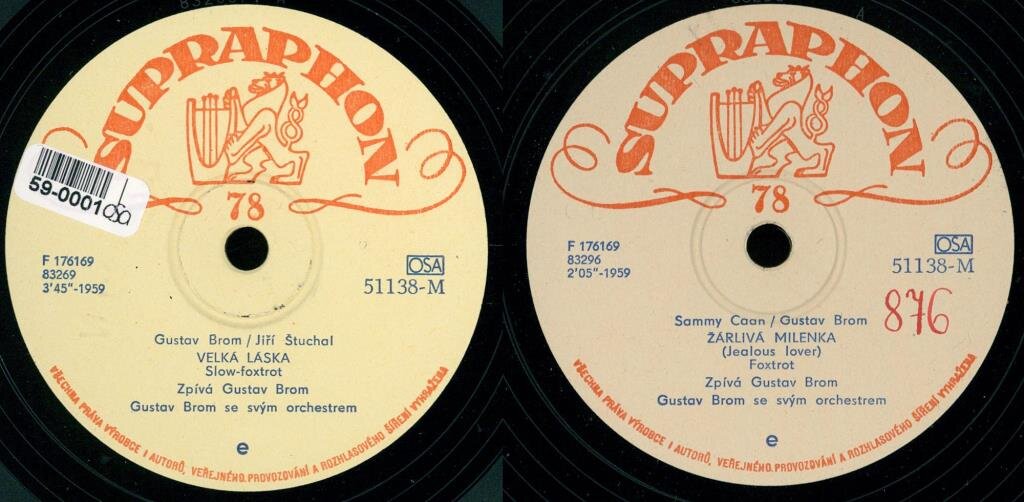 SUPRAPHON
78
59-0001 osa
F 176169
83269
3'45"-1959
OSA
51138-M
Gustav Brom / Jiří Štuchal
VELKÁ LÁSKA
Slow-foxtrot
Zpívá Gustav Brom
Gustav Brom se svým orchestrem
e
VŠECHNA PRÁVA VÝROBCE I AUTORŮ, VEŘEJNÉHO PROVOZOVÁNÍ A ROZHLASOVÉHO ŠÍŘENÍ VYHRAŽENA
SUPRAPHON
78
F 176169
83296
2'05"-1959
OSA
51138-M
876
Sammy Caan / Gustav Brom
ŽÁRLIVÁ MILENKA
(Jealous lover)
Foxtrot
Zpívá Gustav Brom
Gustav Brom se svým orchestrem
e
VŠECHNA PRÁVA VÝROBCE I AUTORŮ, VEŘEJNÉHO PROVOZOVÁNÍ A ROZHLASOVÉHO ŠÍŘENÍ VYHRAŽENA